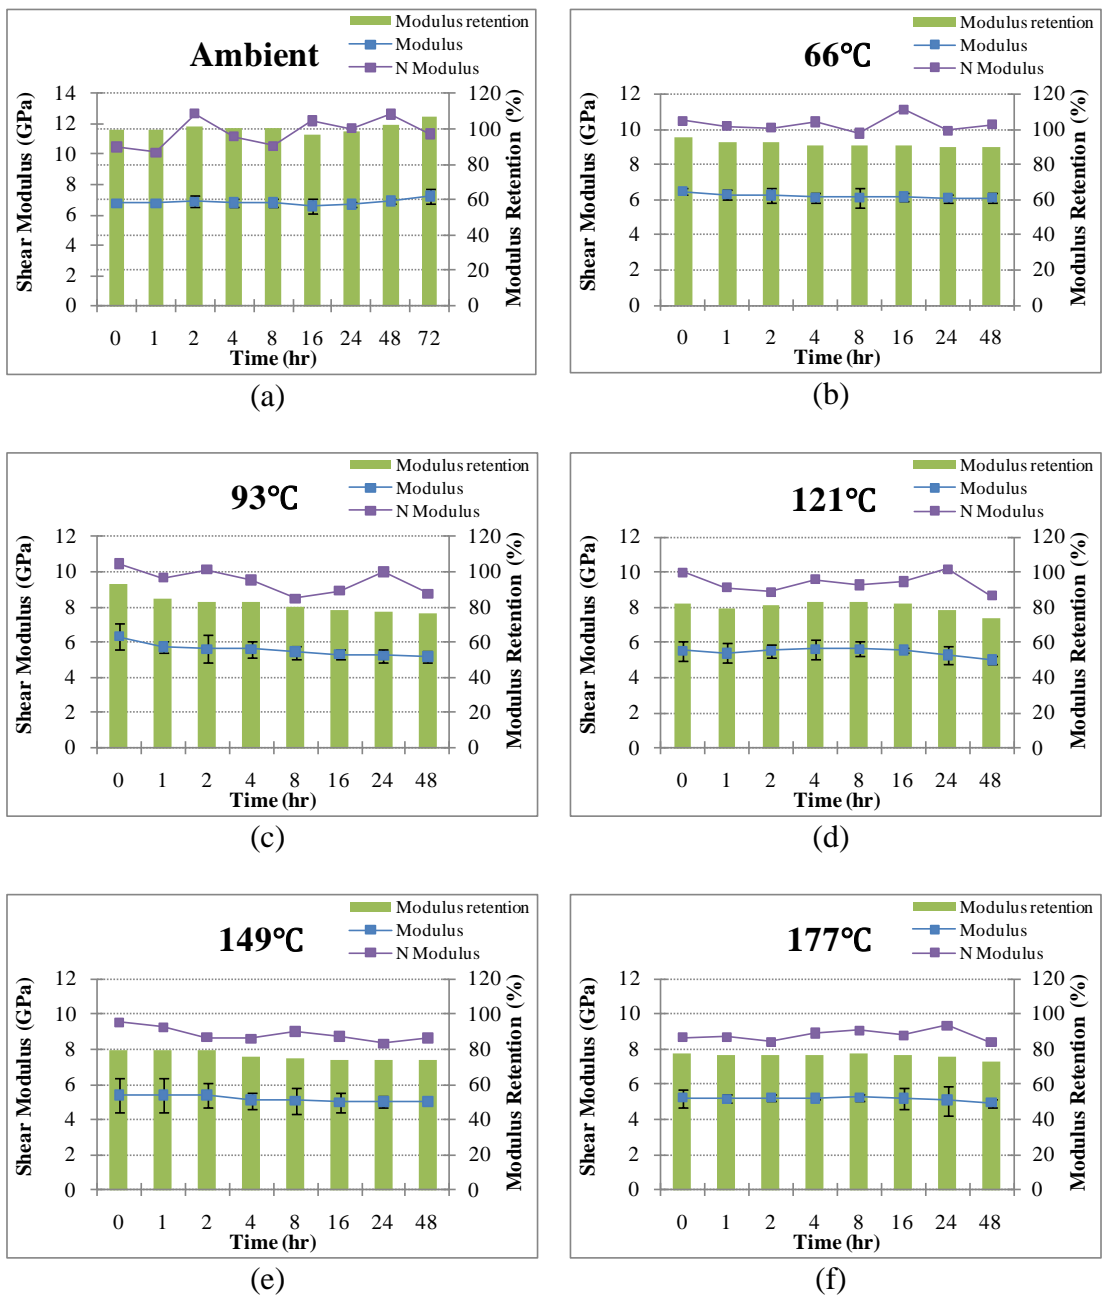 Modulus retention
Modulus
N Modulus
Ambient
Shear Modulus (GPa)
14
12
10
8
6
4
2
0
120
100
80
60
40
20
0
Modulus Retention (%)
0 1 2 4 8 16 24 48 72
Time (hr)
(a)
Modulus retention
Modulus
N Modulus
66℃
Shear Modulus (GPa)
12
10
8
6
4
2
0
120
100
80
60
40
20
0
Modulus Retention (%)
0 1 2 4 8 16 24 48
Time (hr)
(b)
Modulus retention
Modulus
N Modulus
93℃
Shear Modulus (GPa)
12
10
8
6
4
2
0
120
100
80
60
40
20
0
Modulus Retention (%)
0 1 2 4 8 16 24 48
Time (hr)
(c)
Modulus retention
Modulus
N Modulus
121℃
Shear Modulus (GPa)
12
10
8
6
4
2
0
120
100
80
60
40
20
0
Modulus Retention (%)
0 1 2 4 8 16 24 48
Time (hr)
(d)
Modulus retention
Modulus
N Modulus
149℃
Shear Modulus (GPa)
12
10
8
6
4
2
0
120
100
80
60
40
20
0
Modulus Retention (%)
0 1 2 4 8 16 24 48
Time (hr)
(e)
Modulus retention
Modulus
N Modulus
177℃
Shear Modulus (GPa)
12
10
8
6
4
2
0
120
100
80
60
40
20
0
Modulus Retention (%)
0 1 2 4 8 16 24 48
Time (hr)
(f)